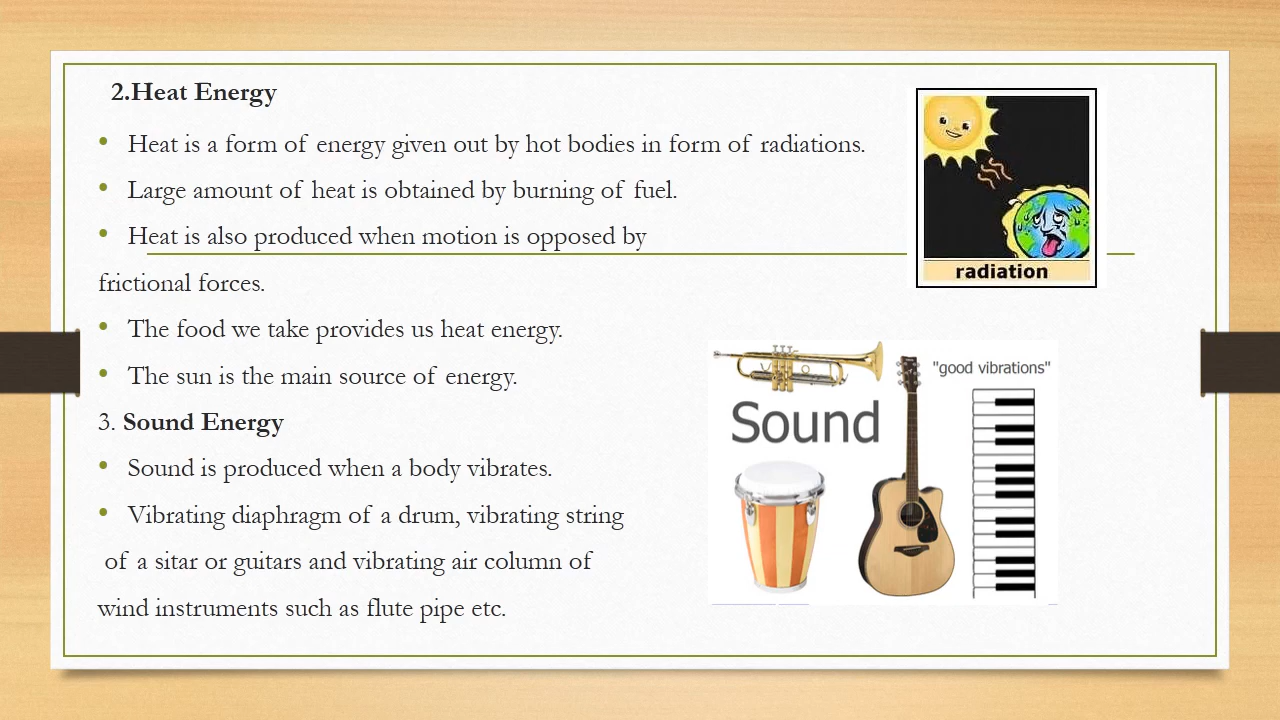 2.Heat Energy
• Heat is a form of energy given out by hot bodies in form of radiations.
• Large amount of heat is obtained by burning of fuel.
• Heat is also produced when motion is opposed by
frictional forces.
• The food we take provides us heat energy.
• The sun is the main source of energy.
3. Sound Energy
• Sound is produced when a body vibrates.
• Vibrating diaphragm of a drum, vibrating string
of a sitar or guitars and vibrating air column of
wind instruments such as flute pipe etc.
radiation
"good vibrations"
Sound